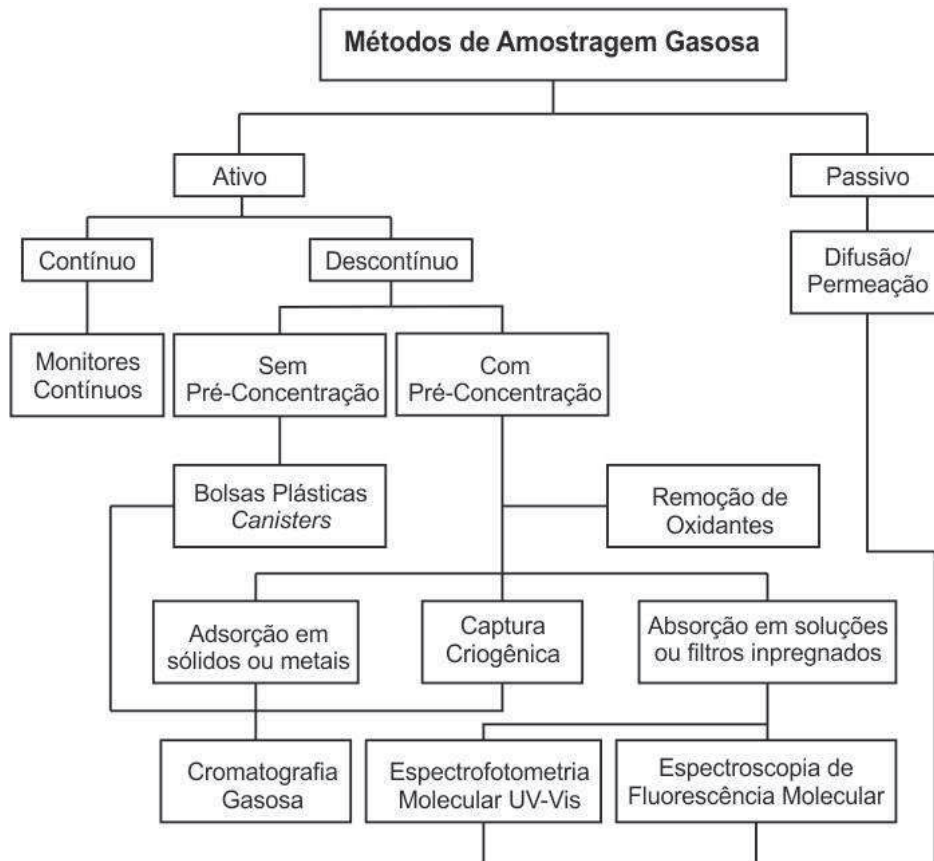 Métodos de Amostragem Gasosa
Ativo
Passivo
Contínuo
Descontínuo
Difusão/
Permeação
Monitores
Contínuos
Sem
Pré-Concentração
Com
Pré-Concentração
Bolsas Plásticas
Canisters
Remoção de
Oxidantes
Adsorção em
sólidos ou metais
Captura
Criogênica
Absorção em soluções
ou filtros inpregnados
Cromatografia
Gasosa
Espectrofotometria
Molecular UV-Vis
Espectroscopia de
Fluorescência Molecular